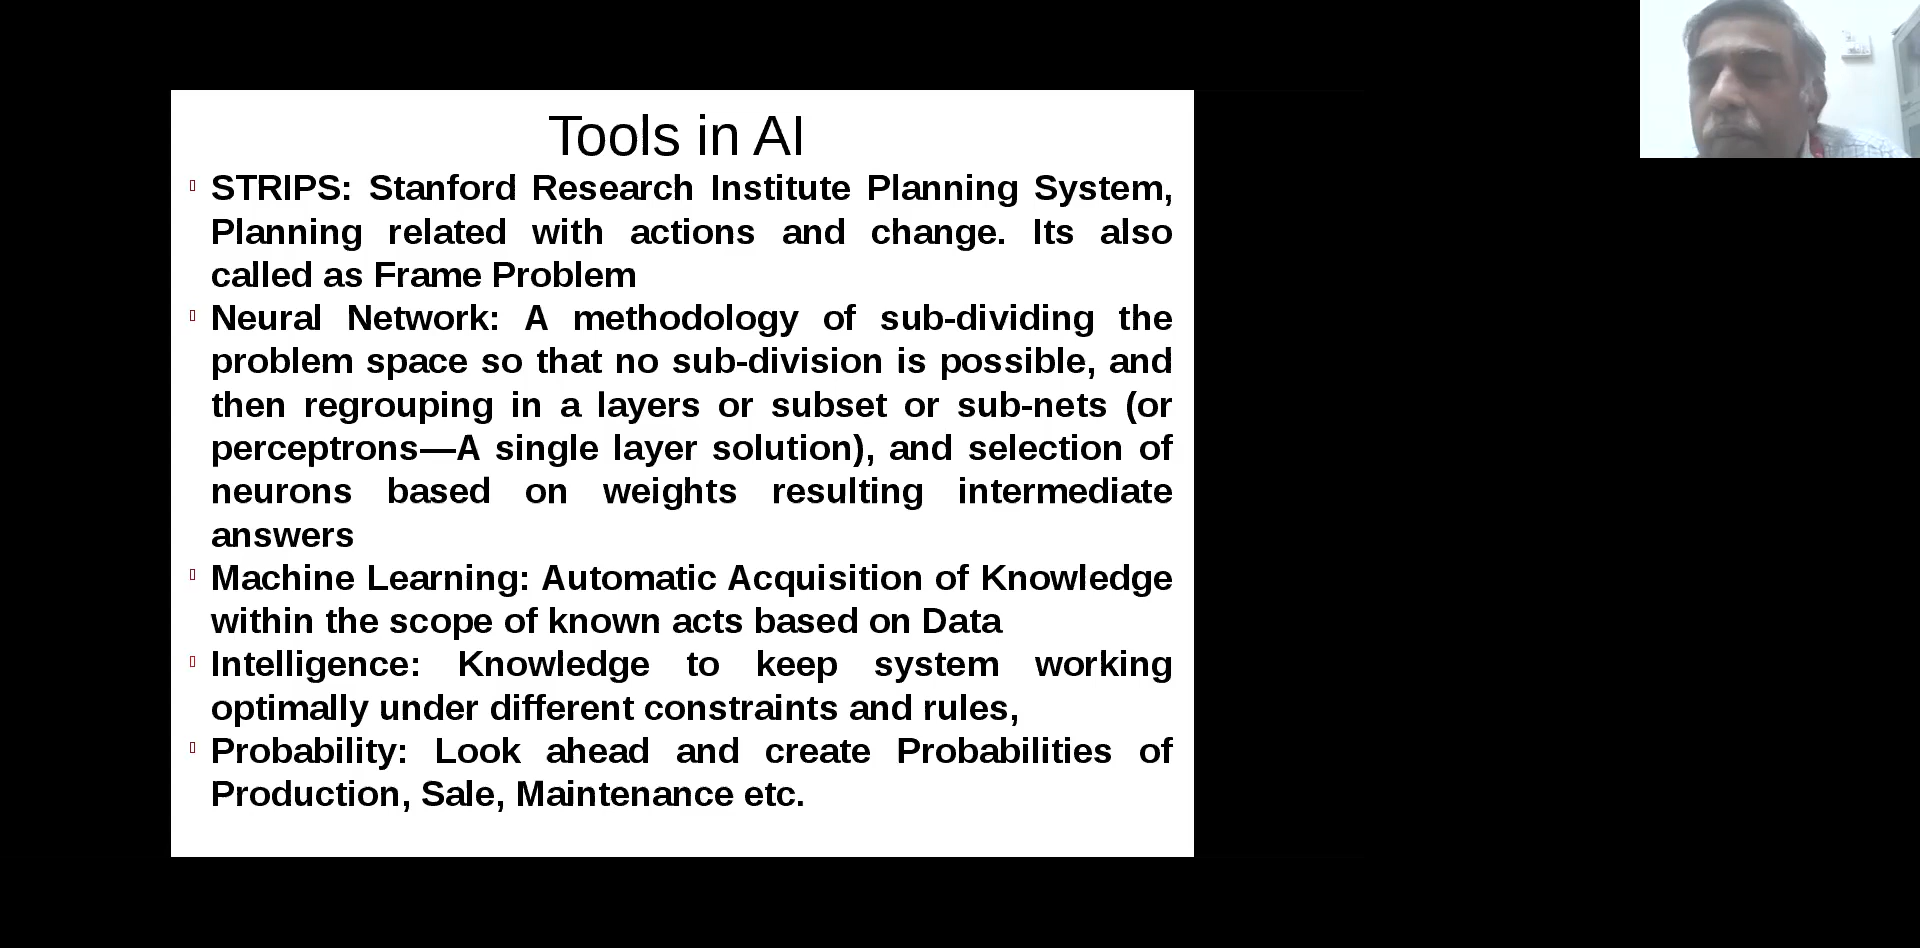 Tools in AI
STRIPS: Stanford Research Institute Planning System,
Planning related with actions and change. Its also
called as Frame Problem
Neural Network: A methodology of sub-dividing the
problem space so that no sub-division is possible, and
then regrouping in a layers or subset or sub-nets (or
perceptrons—A single layer solution), and selection of
neurons based on weights resulting intermediate
answers
Machine Learning: Automatic Acquisition of Knowledge
within the scope of known acts based on Data
Intelligence: Knowledge to keep system working
optimally under different constraints and rules,
Probability: Look ahead and create Probabilities of
Production, Sale, Maintenance etc.